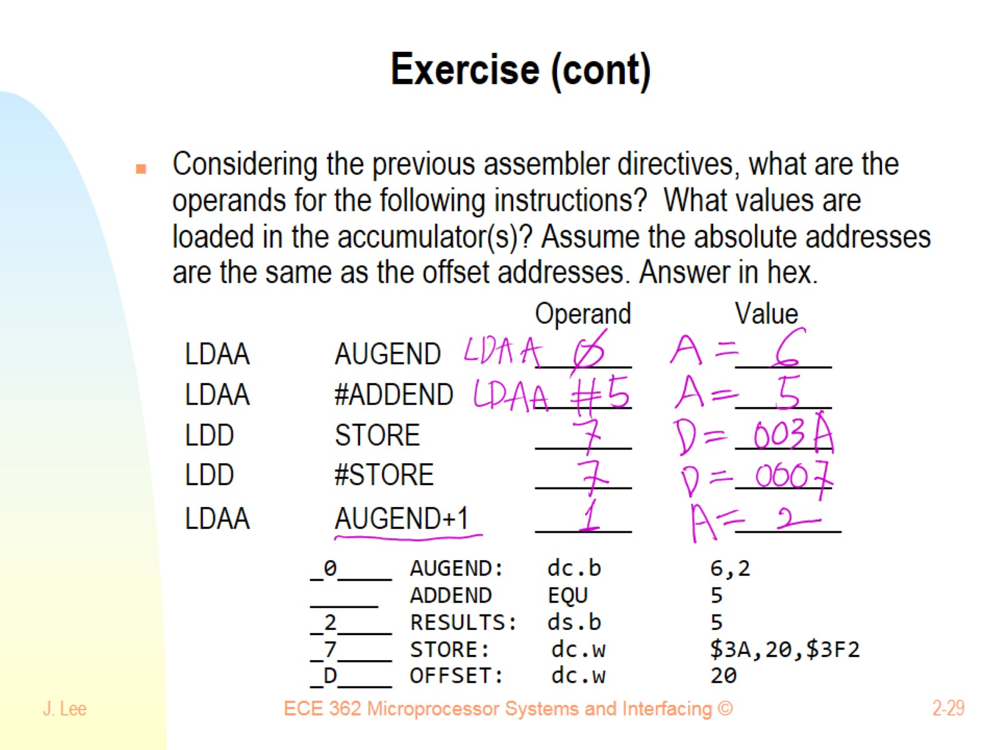 Exercise (cont)
Considering the previous assembler directives, what are the
operands for the following instructions?  What values are
loaded in the accumulator(s)? Assume the absolute addresses
are the same as the offset addresses. Answer in hex.
Operand Value
LDAA AUGEND LDAA 0 A = 6
LDAA #ADDEND LDAA #5 A = 5
LDD STORE 7 D = 003A
LDD #STORE 7 D = 0007
LDAA AUGEND+1 1 A = 2
_0____ AUGEND: dc.b 6,2
_____ ADDEND EQU 5
_2____ RESULTS: ds.b 5
_7____ STORE: dc.w $3A,20,$3F2
_D____ OFFSET: dc.w 20
J. Lee ECE 362 Microprocessor Systems and Interfacing © 2-29